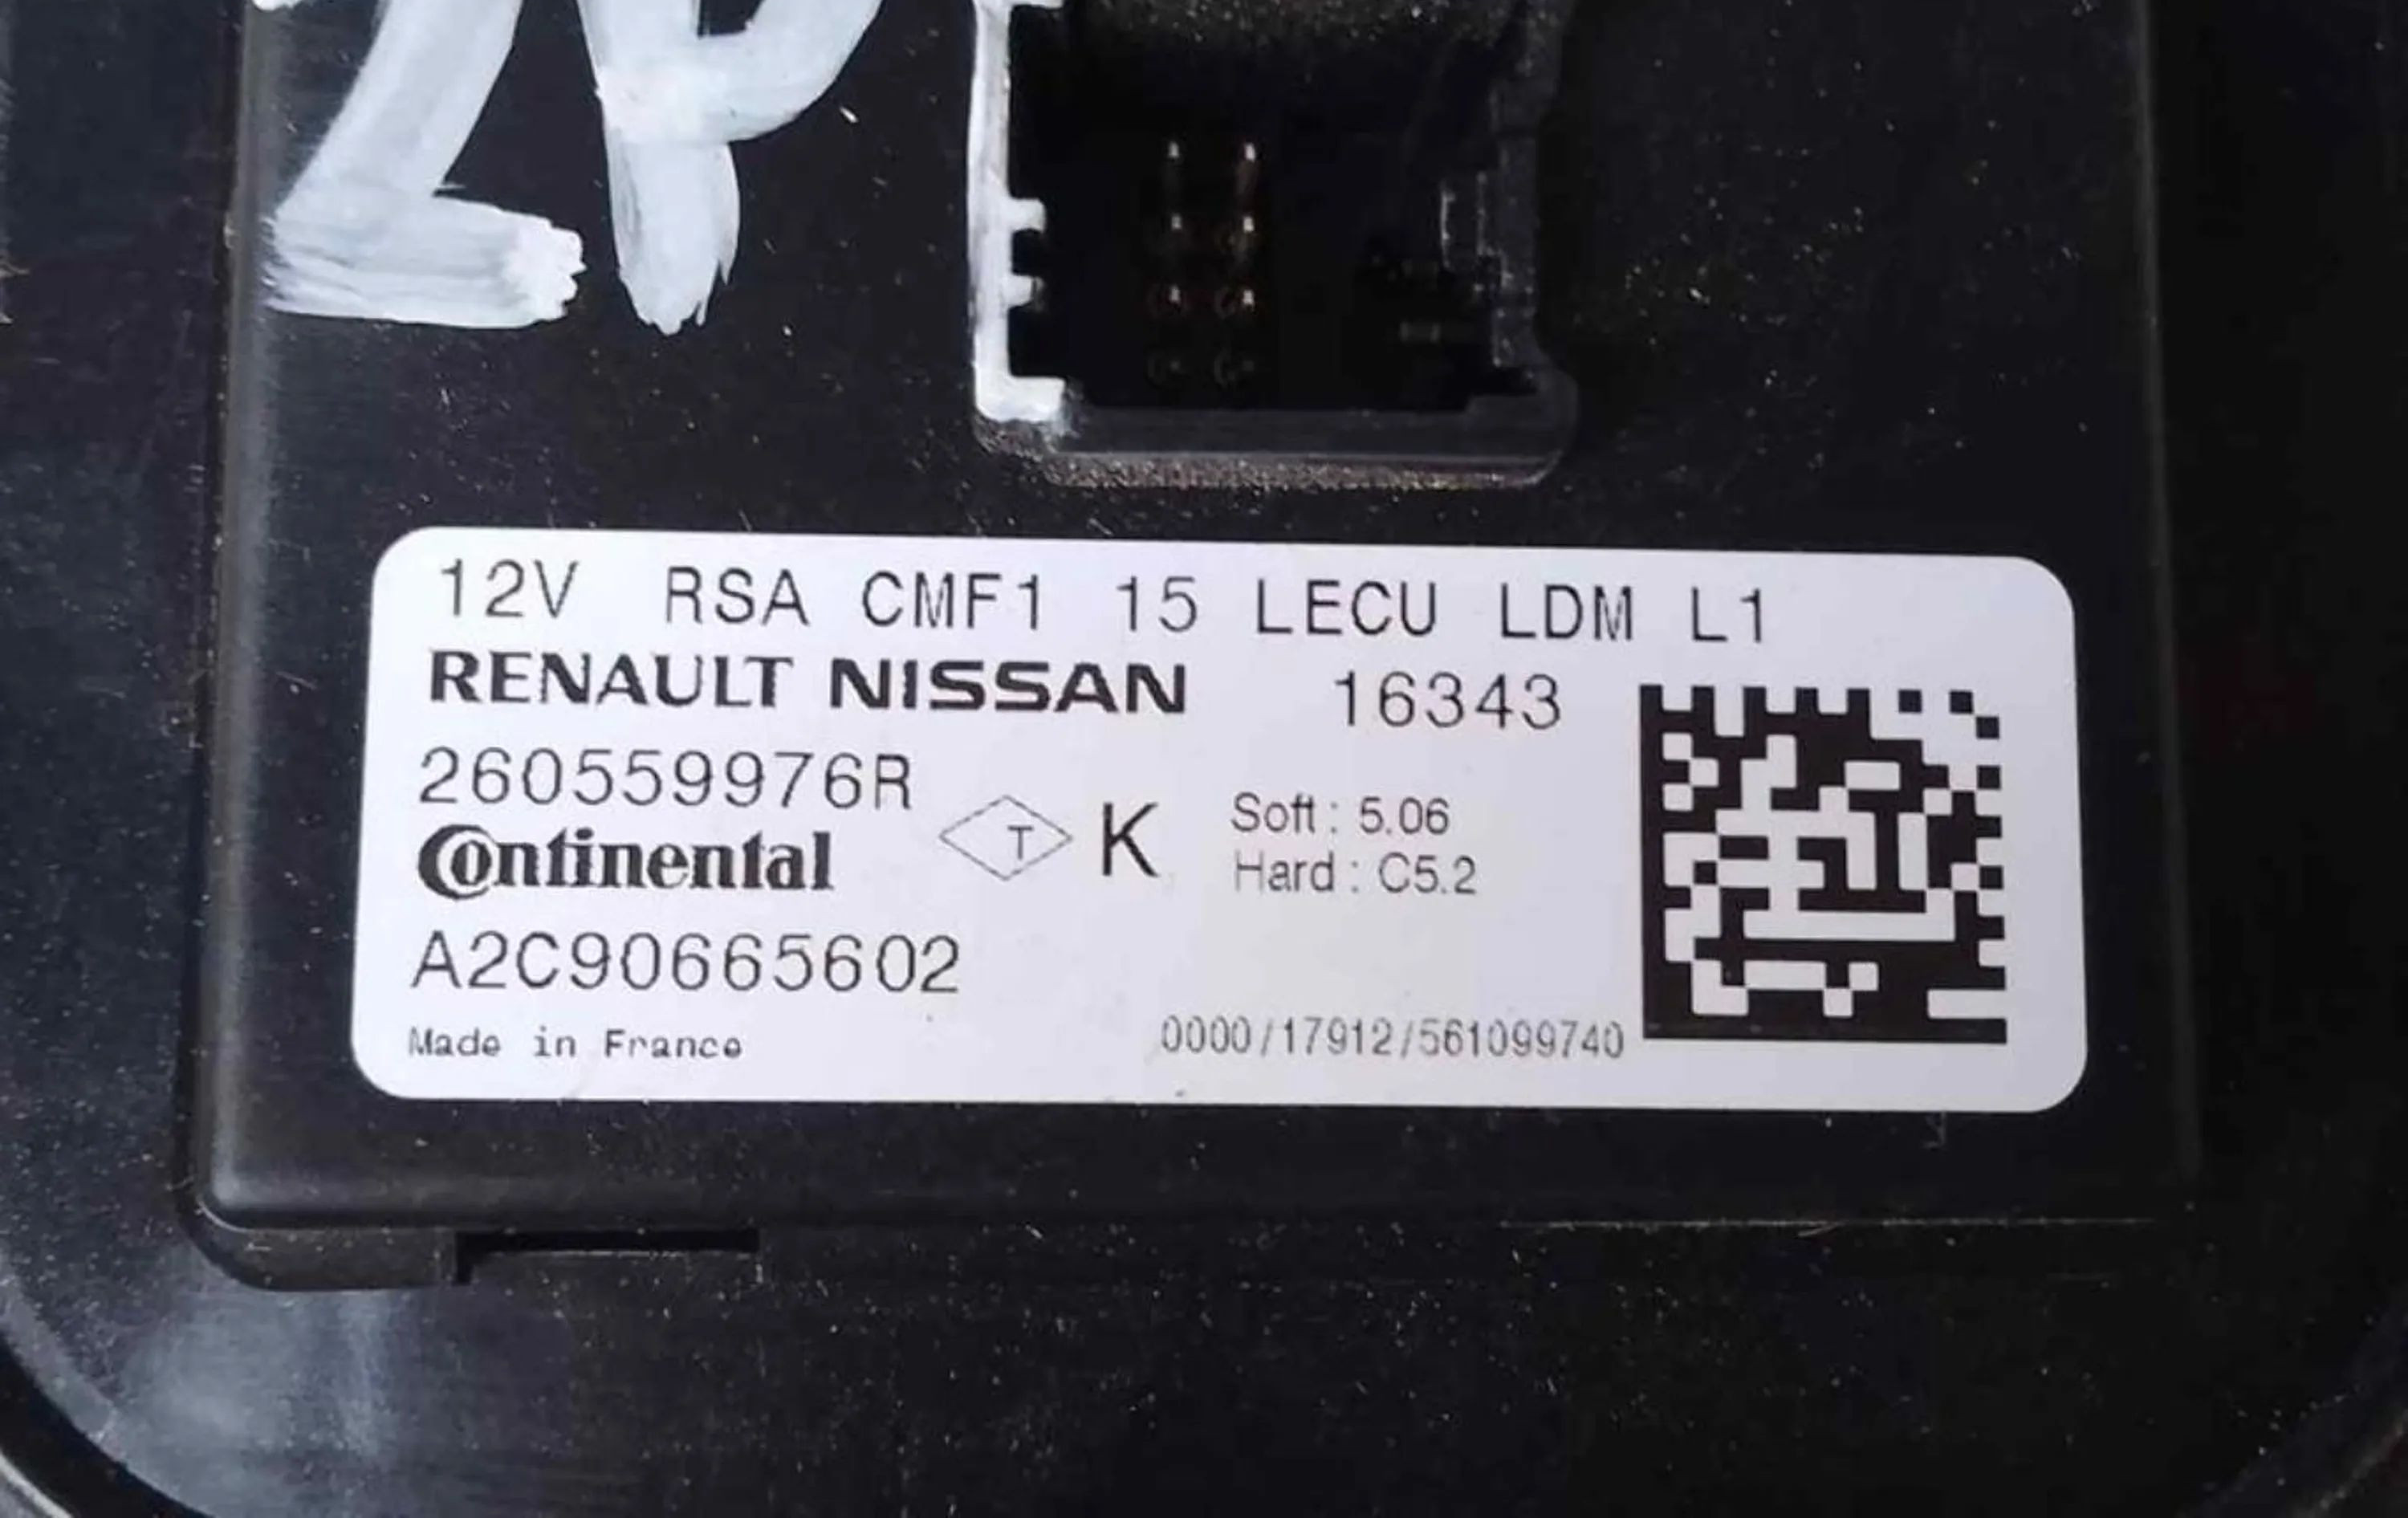 ZP
12V RSA CMF1 15 LECU LDM L1
RENAULT NISSAN 16343
260559976R
Continental T K Soft : 5.06
Hard : C5.2
A2C90665602
Made in France 0000/17912/561099740